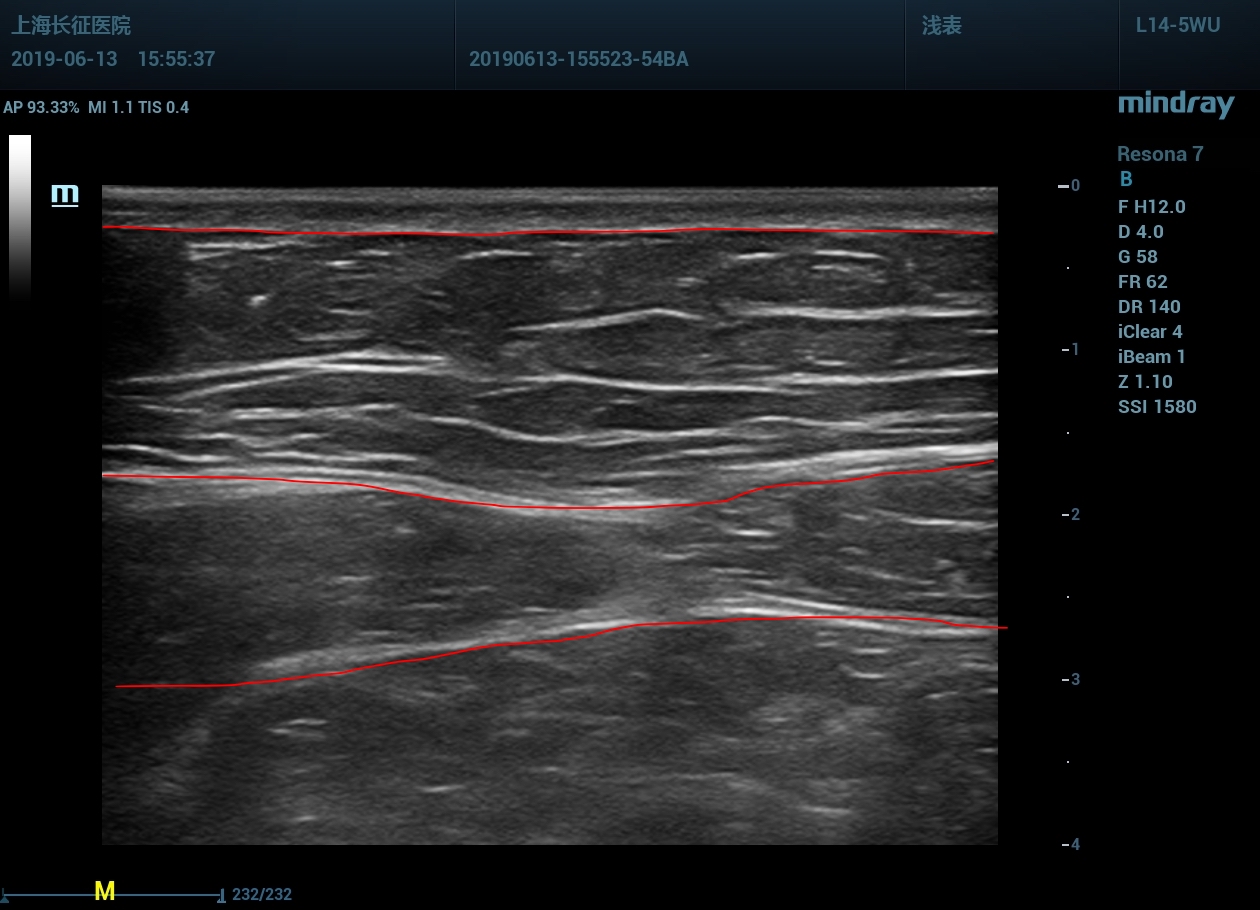 上海长征医院
2019-06-13 15:55:37
20190613-155523-54BA
浅表
L14-5WU
AP 93.33% MI 1.1 TIS 0.4
mindray
m
Resona 7
B
F H12.0
D 4.0
G 58
FR 62
DR 140
iClear 4
iBeam 1
Z 1.10
SSI 1580
0
1
2
3
4
M
232/232